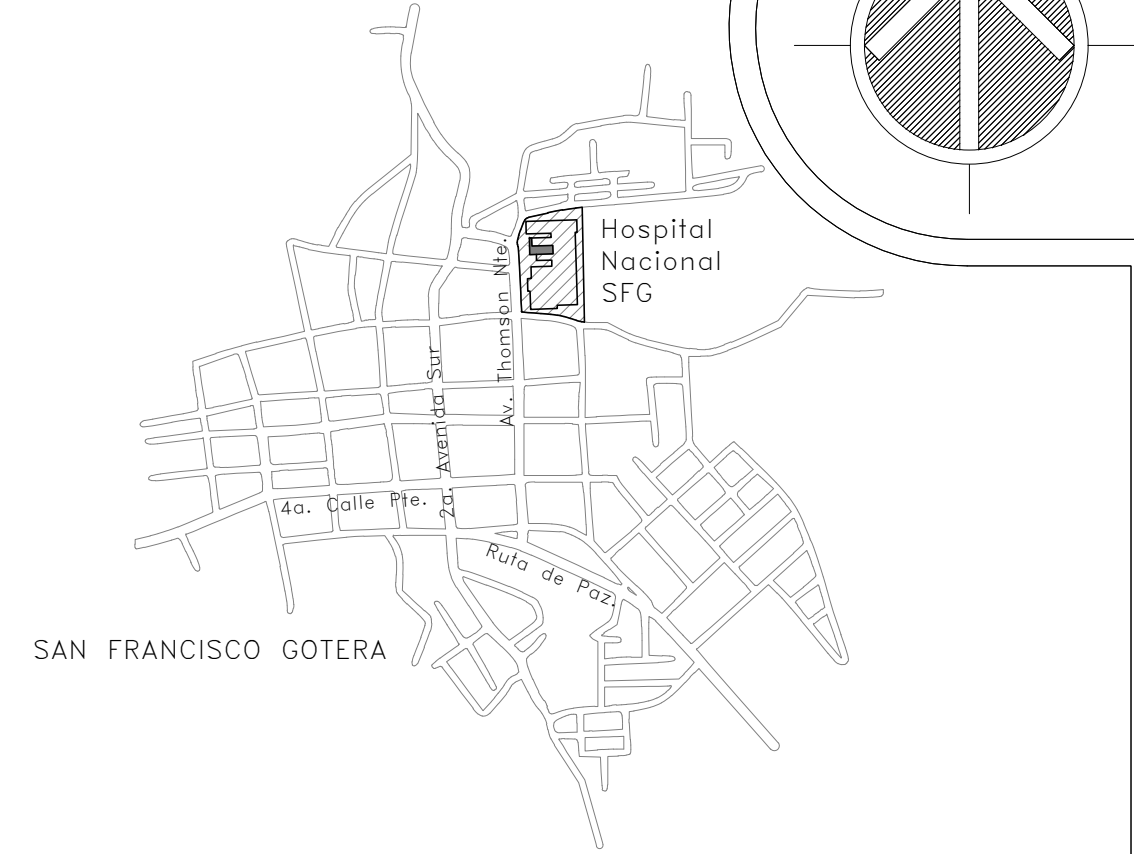 Hospital
Nacional
SFG
Av. Thomson Nte.
2a. Avenida Sur
4a. Calle Pte.
Ruta de Paz.
SAN FRANCISCO GOTERA